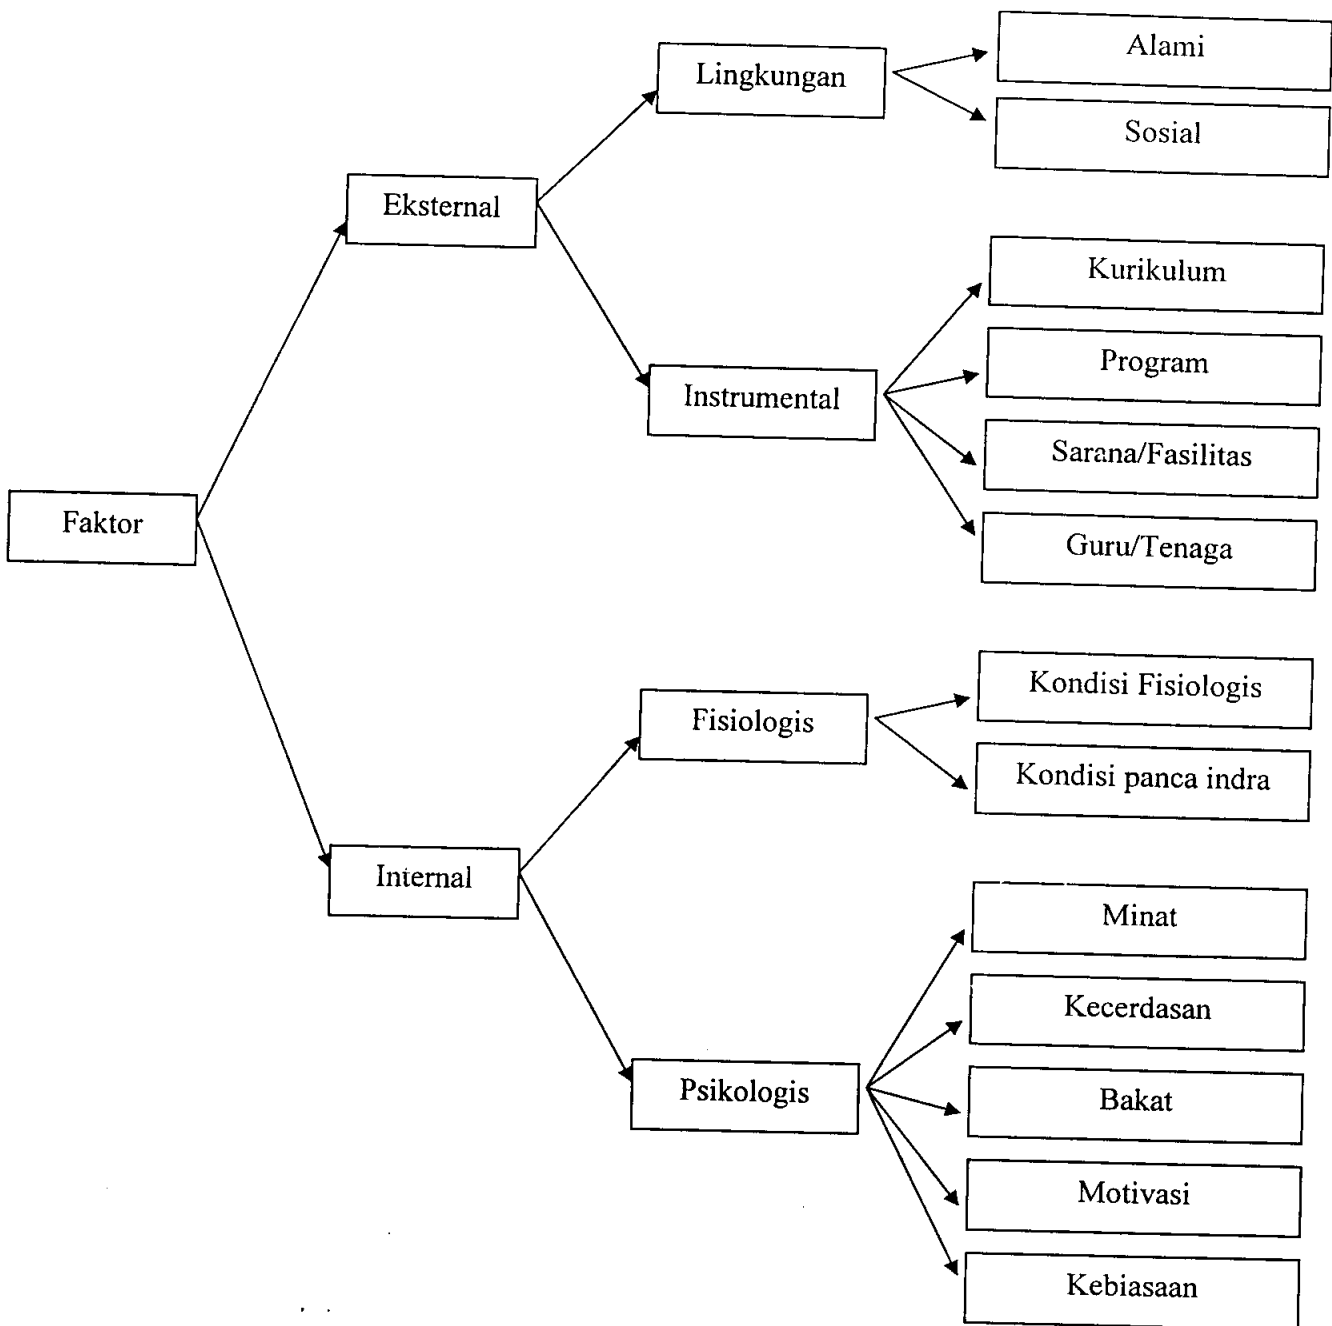 Faktor
Eksternal
Lingkungan
Alami
Sosial
Instrumental
Kurikulum
Program
Sarana/Fasilitas
Guru/Tenaga
Internal
Fisiologis
Kondisi Fisiologis
Kondisi panca indra
Psikologis
Minat
Kecerdasan
Bakat
Motivasi
Kebiasaan